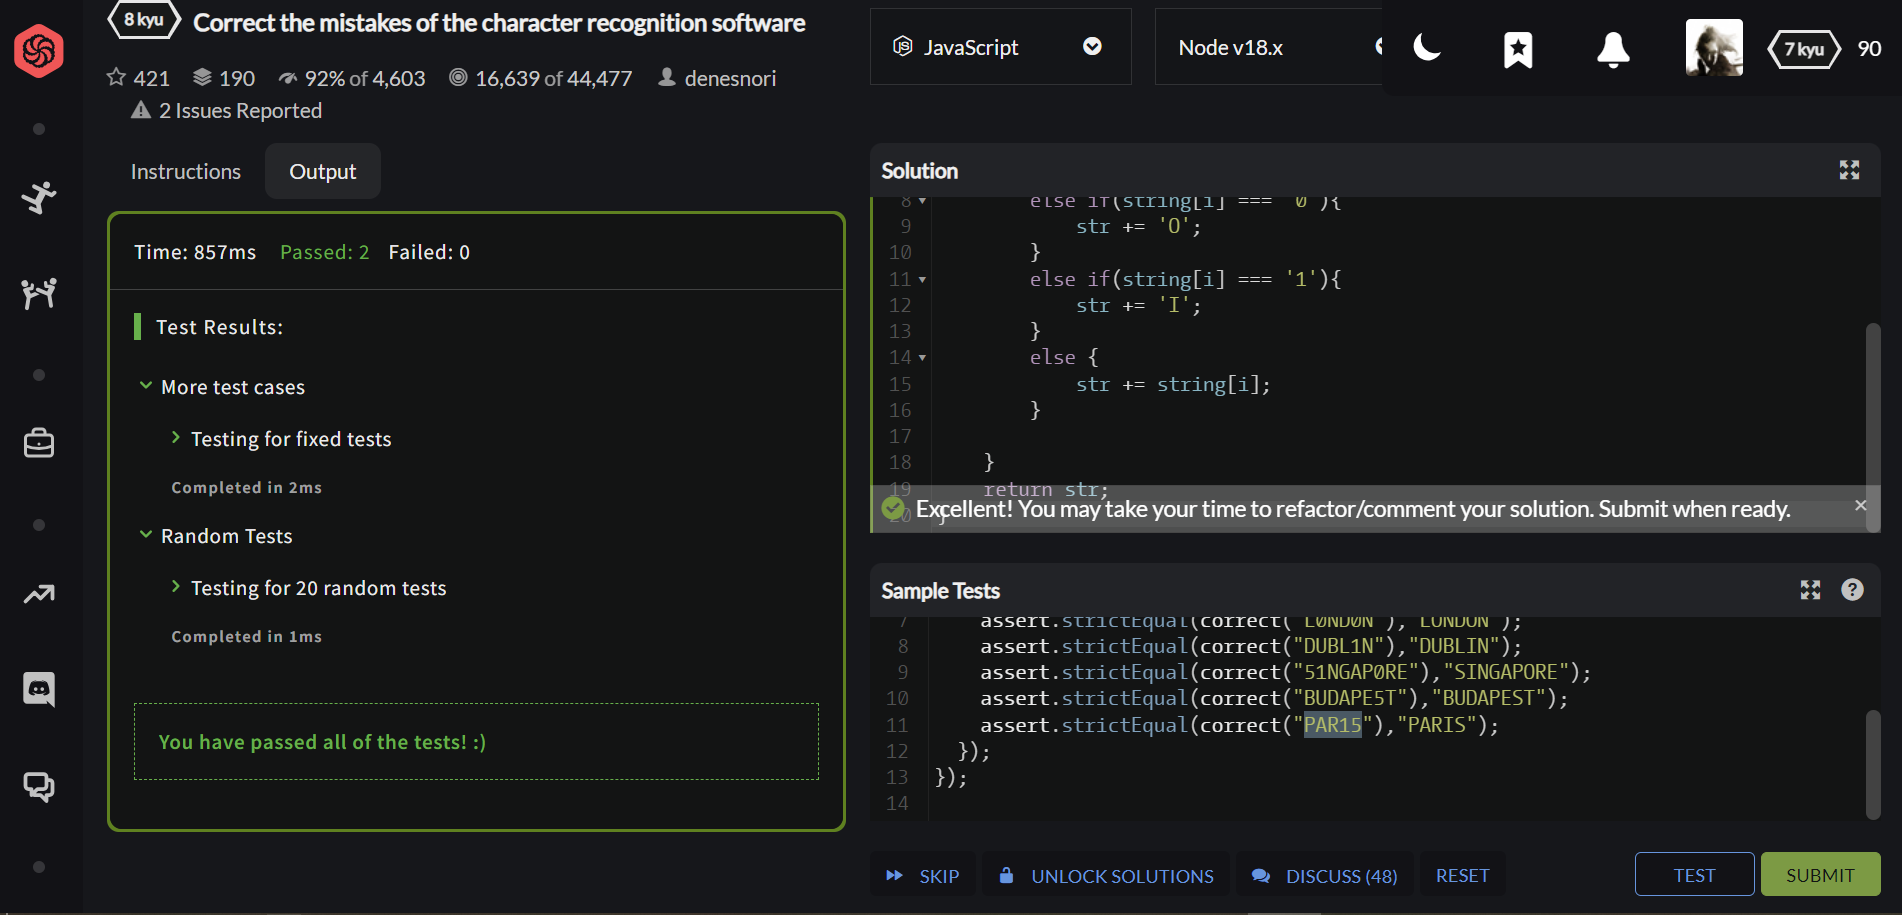 8 kyu Correct the mistakes of the character recognition software
421 190 92% of 4,603 16,639 of 44,477 denesnori
2 Issues Reported
JavaScript
Node v18.x
7 kyu 90
Instructions Output
Time: 857ms Passed: 2 Failed: 0
Test Results:
More test cases
Testing for fixed tests
Completed in 2ms
Random Tests
Testing for 20 random tests
Completed in 1ms
You have passed all of the tests! :)
Solution
8 else if(string[i] === '0'){
9 str += 'O';
10 }
11 else if(string[i] === '1'){
12 str += 'I';
13 }
14 else {
15 str += string[i];
16 }
17
18 }
19 return str;
20 }
Excellent! You may take your time to refactor/comment your solution. Submit when ready.
Sample Tests
7 assert.strictEqual(correct("L0ND0N"),"LONDON");
8 assert.strictEqual(correct("DUBL1N"),"DUBLIN");
9 assert.strictEqual(correct("51NGAP0RE"),"SINGAPORE");
10 assert.strictEqual(correct("BUDAPE5T"),"BUDAPEST");
11 assert.strictEqual(correct("PAR15"),"PARIS");
12 });
13 });
14
SKIP UNLOCK SOLUTIONS DISCUSS (48) RESET TEST SUBMIT